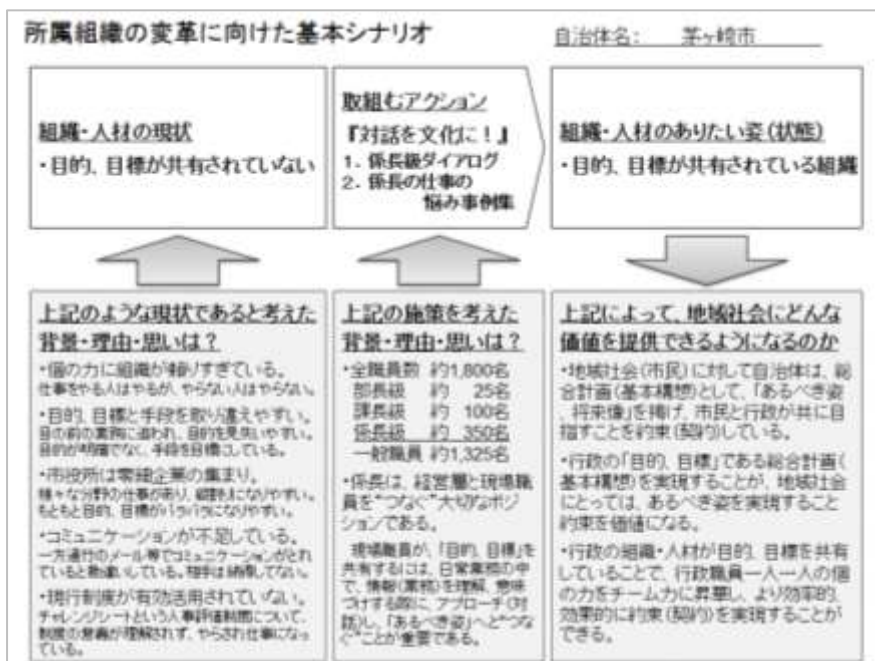 所属組織の変革に向けた基本シナリオ
自治体名: 茅ヶ崎市
組織・人材の現状
・目的、目標が共有されていない
取組むアクション
『対話を文化に！』
1. 係長級ダイアログ
2. 係長の仕事の
悩み事例集
組織・人材のありたい姿(状態)
・目的、目標が共有されている組織
上記のような現状であると考えた
背景・理由・思いは？
・個の力に組織が頼りすぎている。
仕事をやる人はやるが、やらない人はやらない。
・目的、目標と手段を取り違えやすい。
目の前の業務に追われ、目的を見失いやすい。
目的が明確でなく、手段を目標にしている。
・市役所は零細企業の集まり。
様々な分野の仕事があり、縦割りになりやすい。
もともと目的、目標がバラバラになりやすい。
・コミュニケーションが不足している。
一方通行のメール等でコミュニケーションがとれ
ていると勘違いしている。相手は納得してない。
・現行制度が有効活用されていない。
チャレンジシートという人事評価制度について、
制度の意義が理解されず、やらされ仕事になっ
ている。
上記の施策を考えた
背景・理由・思いは？
・全職員数 約1,800名
部長級 約 25名
課長級 約 100名
係長級 約 350名
一般職員 約1,325名
・係長は、経営層と現場職
員を“つなぐ”大切なポジ
ションである。
現場職員が、「目的、目標」を
共有するには、日常業務の中
で、情報(業務)を理解、意味
づけする際に、アプローチ(対
話)し、「あるべき姿」へと“つな
ぐ”ことが重要である。
上記によって、地域社会にどんな
価値を提供できるようになるのか
・地域社会(市民)に対して自治体は、総
合計画(基本構想)として、「あるべき姿
、将来像」を掲げ、市民と行政が共に目
指すことを約束(契約)している。
・行政の「目的、目標」である総合計画(
基本構想)を実現することが、地域社会
にとっては、あるべき姿を実現すること
約束を価値になる。
・行政の組織・人材が目的、目標を共有
していることで、行政職員一人一人の個
の力をチーム力に昇華し、より効率的、
効果的に約束(契約)を実現することが
できる。